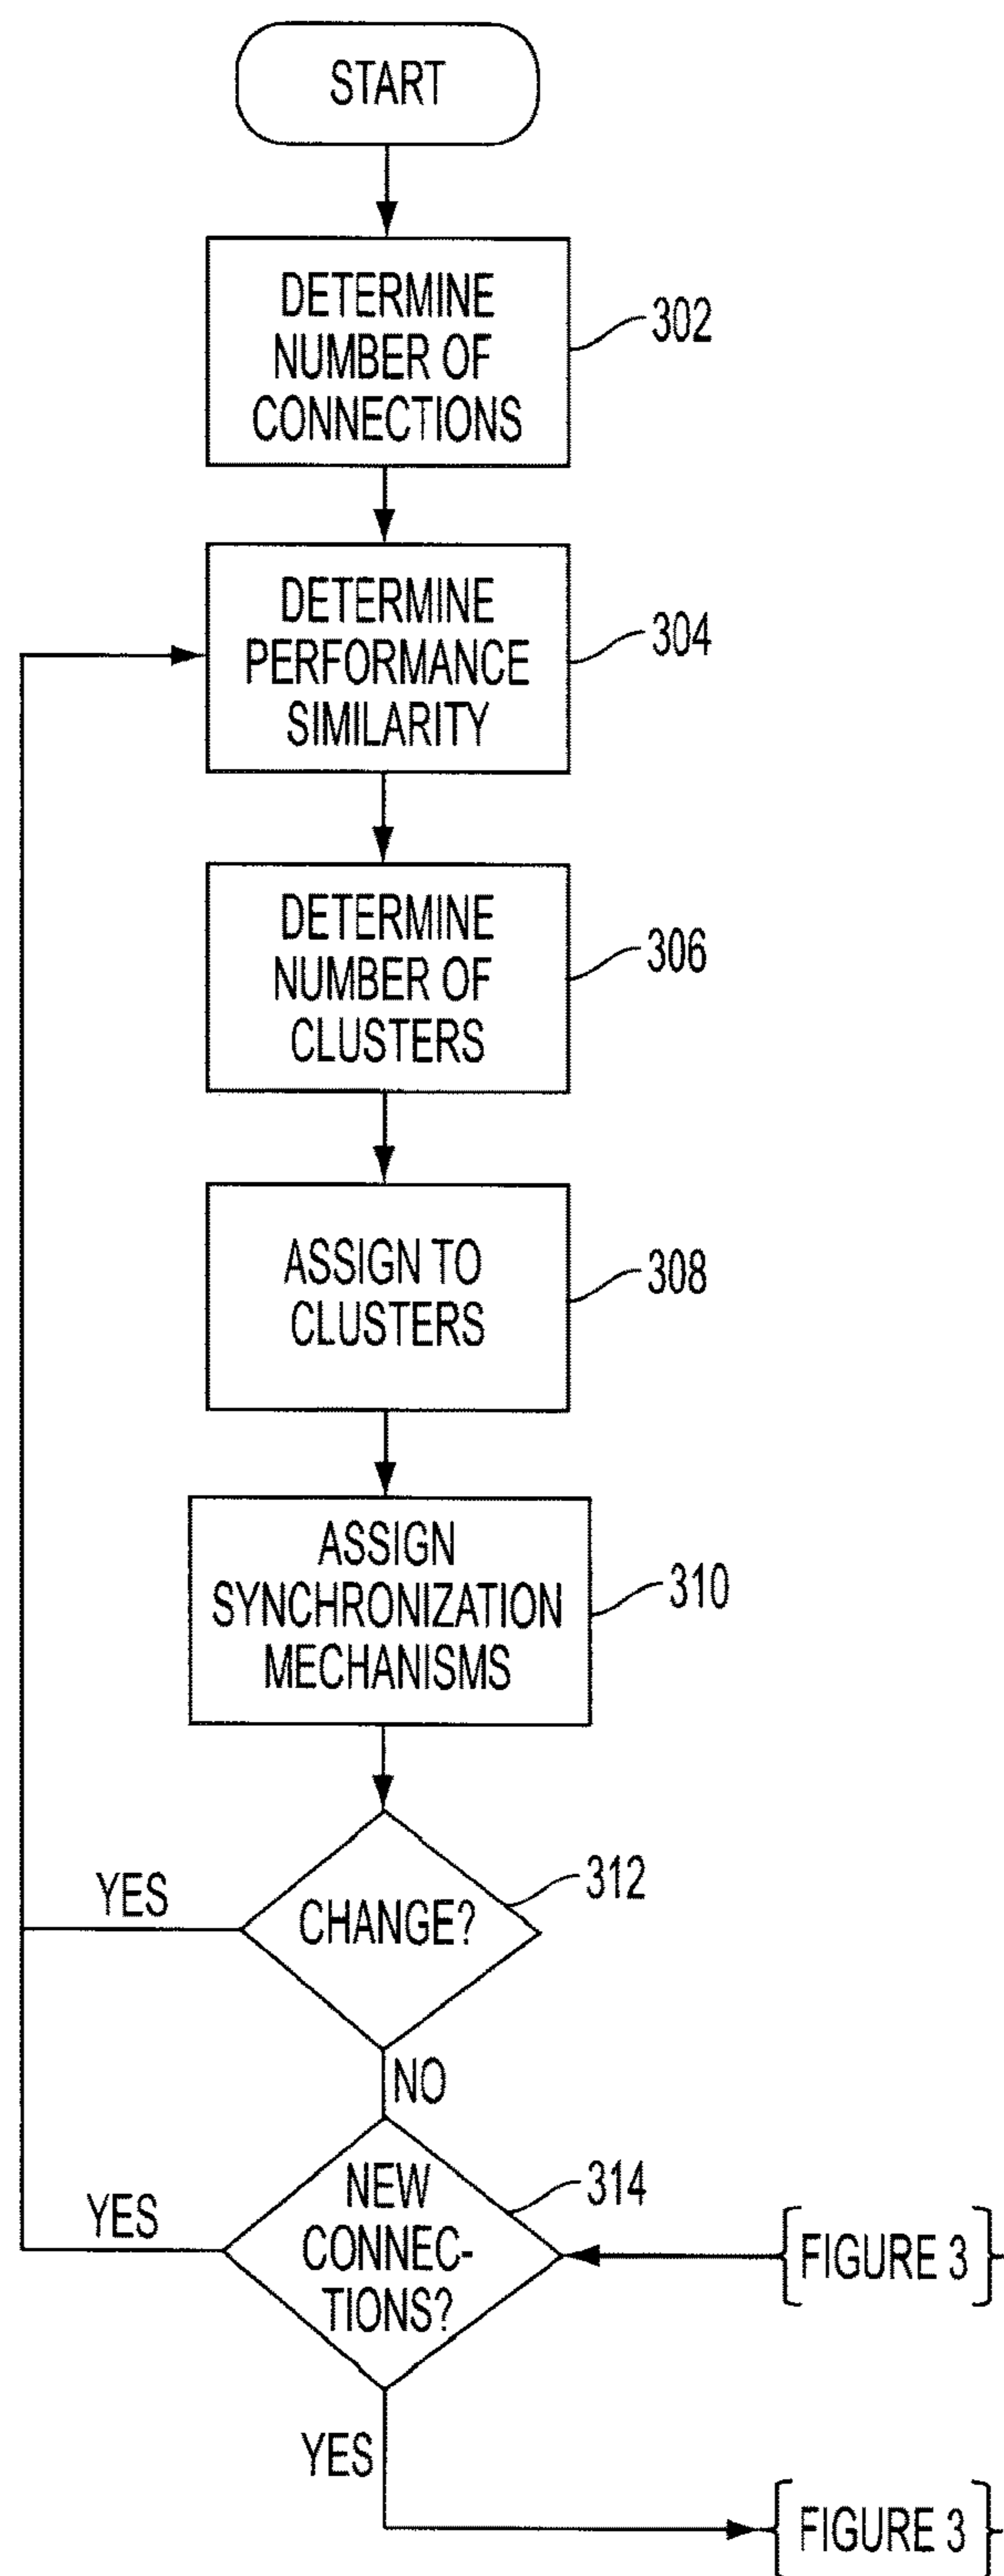 START
DETERMINE
NUMBER OF
CONNECTIONS
302
DETERMINE
PERFORMANCE
SIMILARITY
304
DETERMINE
NUMBER OF
CLUSTERS
306
ASSIGN TO
CLUSTERS
308
ASSIGN
SYNCHRONIZATION
MECHANISMS
310
CHANGE?
312
YES
NO
NEW
CONNEC-
TIONS?
314
YES
FIGURE 3
YES
FIGURE 3